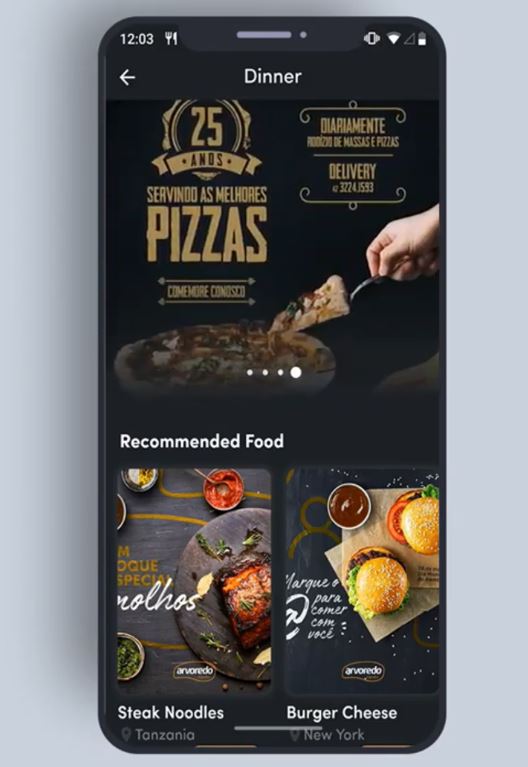 12:03
Dinner
25
ANOS
SERVINDO AS MELHORES
PIZZAS
COMEMORE CONOSCO
DIARIAMENTE
RODÍZIO DE MASSAS E PIZZAS
DELIVERY
42 3224.1593
Recommended Food
OQUE
SPECIAL
molhos
arvoredo
Steak Noodles
Tanzania
Marque o
@ para
comer
com
você
arvoredo
Burger Cheese
New York